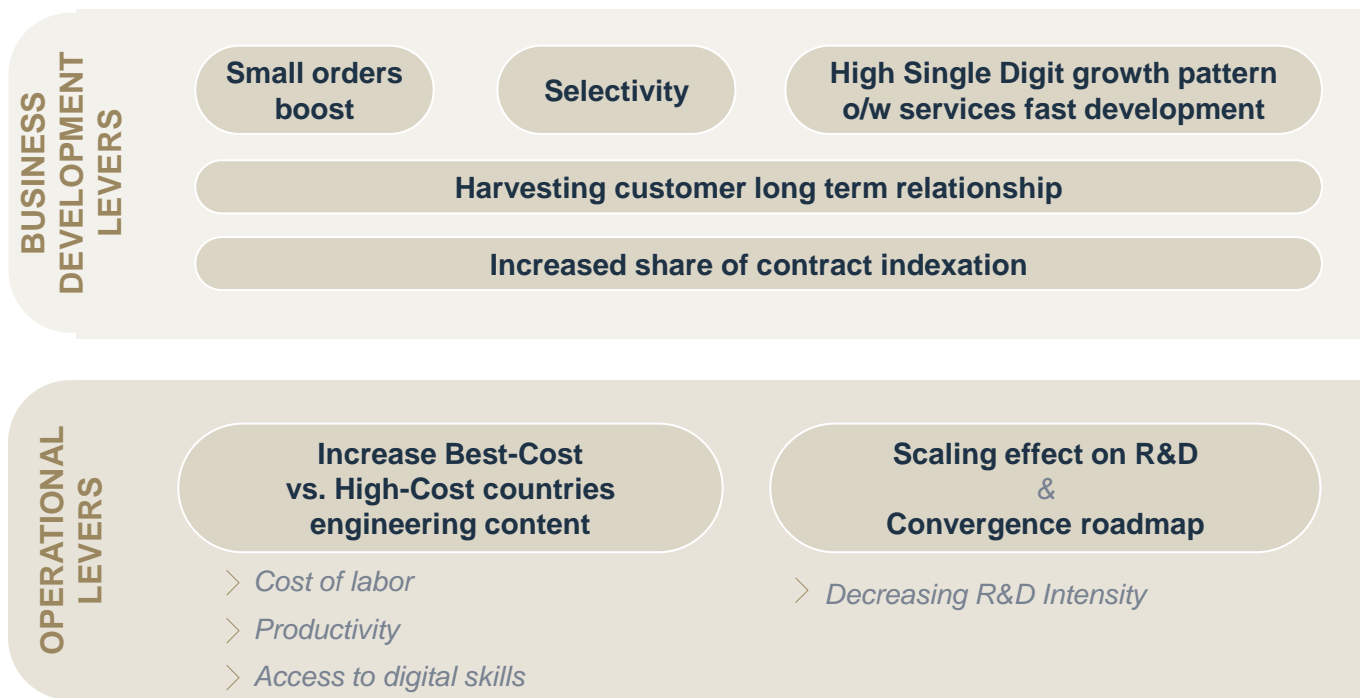 BUSINESS
DEVELOPMENT
LEVERS
Small orders
boost
Selectivity
High Single Digit growth pattern
o/w services fast development
Harvesting customer long term relationship
Increased share of contract indexation
OPERATIONAL
LEVERS
Increase Best-Cost
vs. High-Cost countries
engineering content
Cost of labor
Productivity
Access to digital skills
Scaling effect on R&D
&
Convergence roadmap
Decreasing R&D Intensity